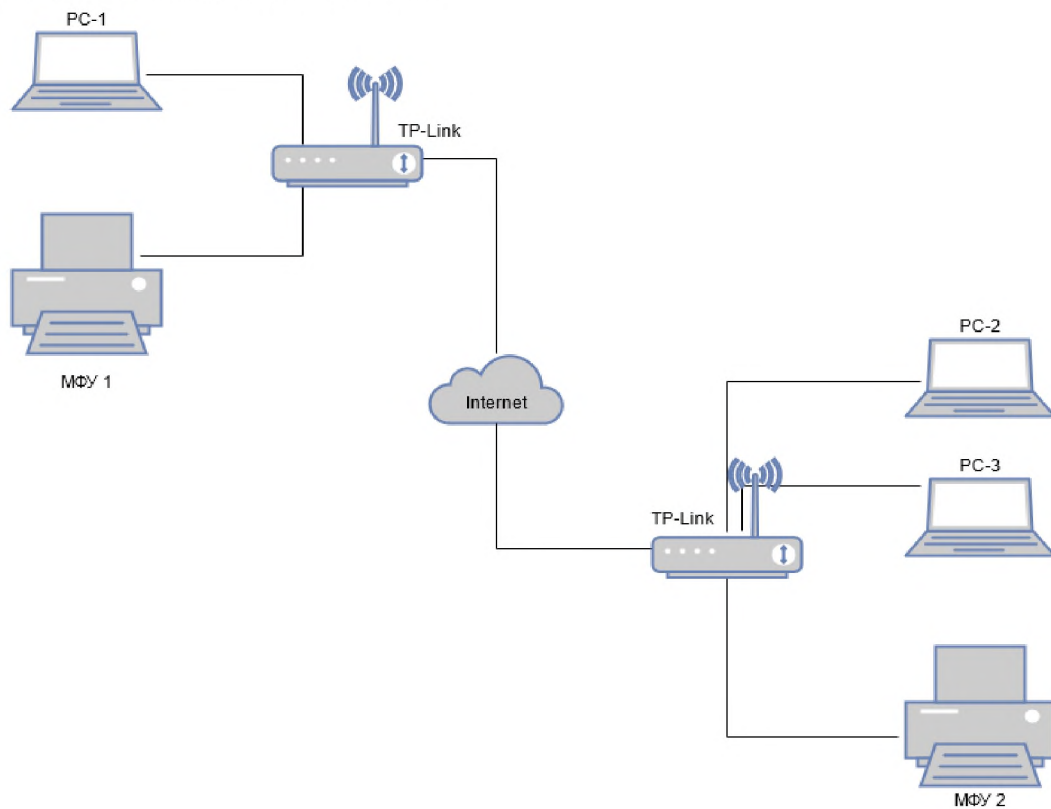 PC-1
TP-Link
МФУ 1
Internet
PC-2
PC-3
TP-Link
МФУ 2